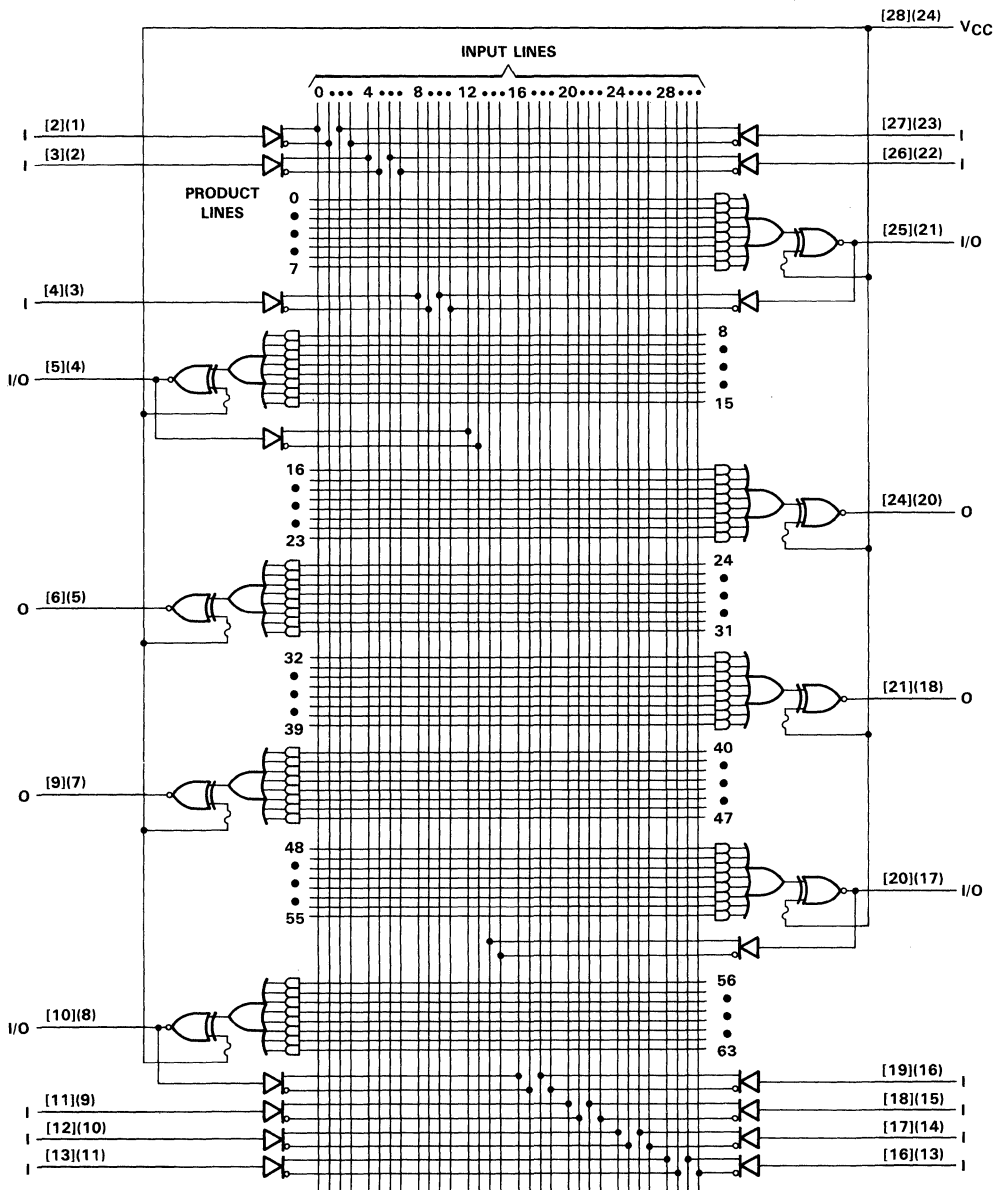 [28](24)
VCC
INPUT LINES
0 ••• 4 ••• 8 ••• 12 •••16 ••• 20 ••• 24 ••• 28 •••
I [2](1)
[27](23) I
I [3](2)
[26](22) I
PRODUCT
LINES
0
•
•
•
7
[25](21) I/O
I [4](3)
8
•
•
•
15
I/O [5](4)
16
•
•
•
23
[24](20) O
24
•
•
•
31
O [6](5)
32
•
•
•
39
[21](18) O
40
•
•
•
47
O [9](7)
48
•
•
•
55
[20](17) I/O
56
•
•
•
63
I/O [10](8)
[19](16) I
I [11](9)
[18](15) I
I [12](10)
[17](14) I
I [13](11)
[16](13) I